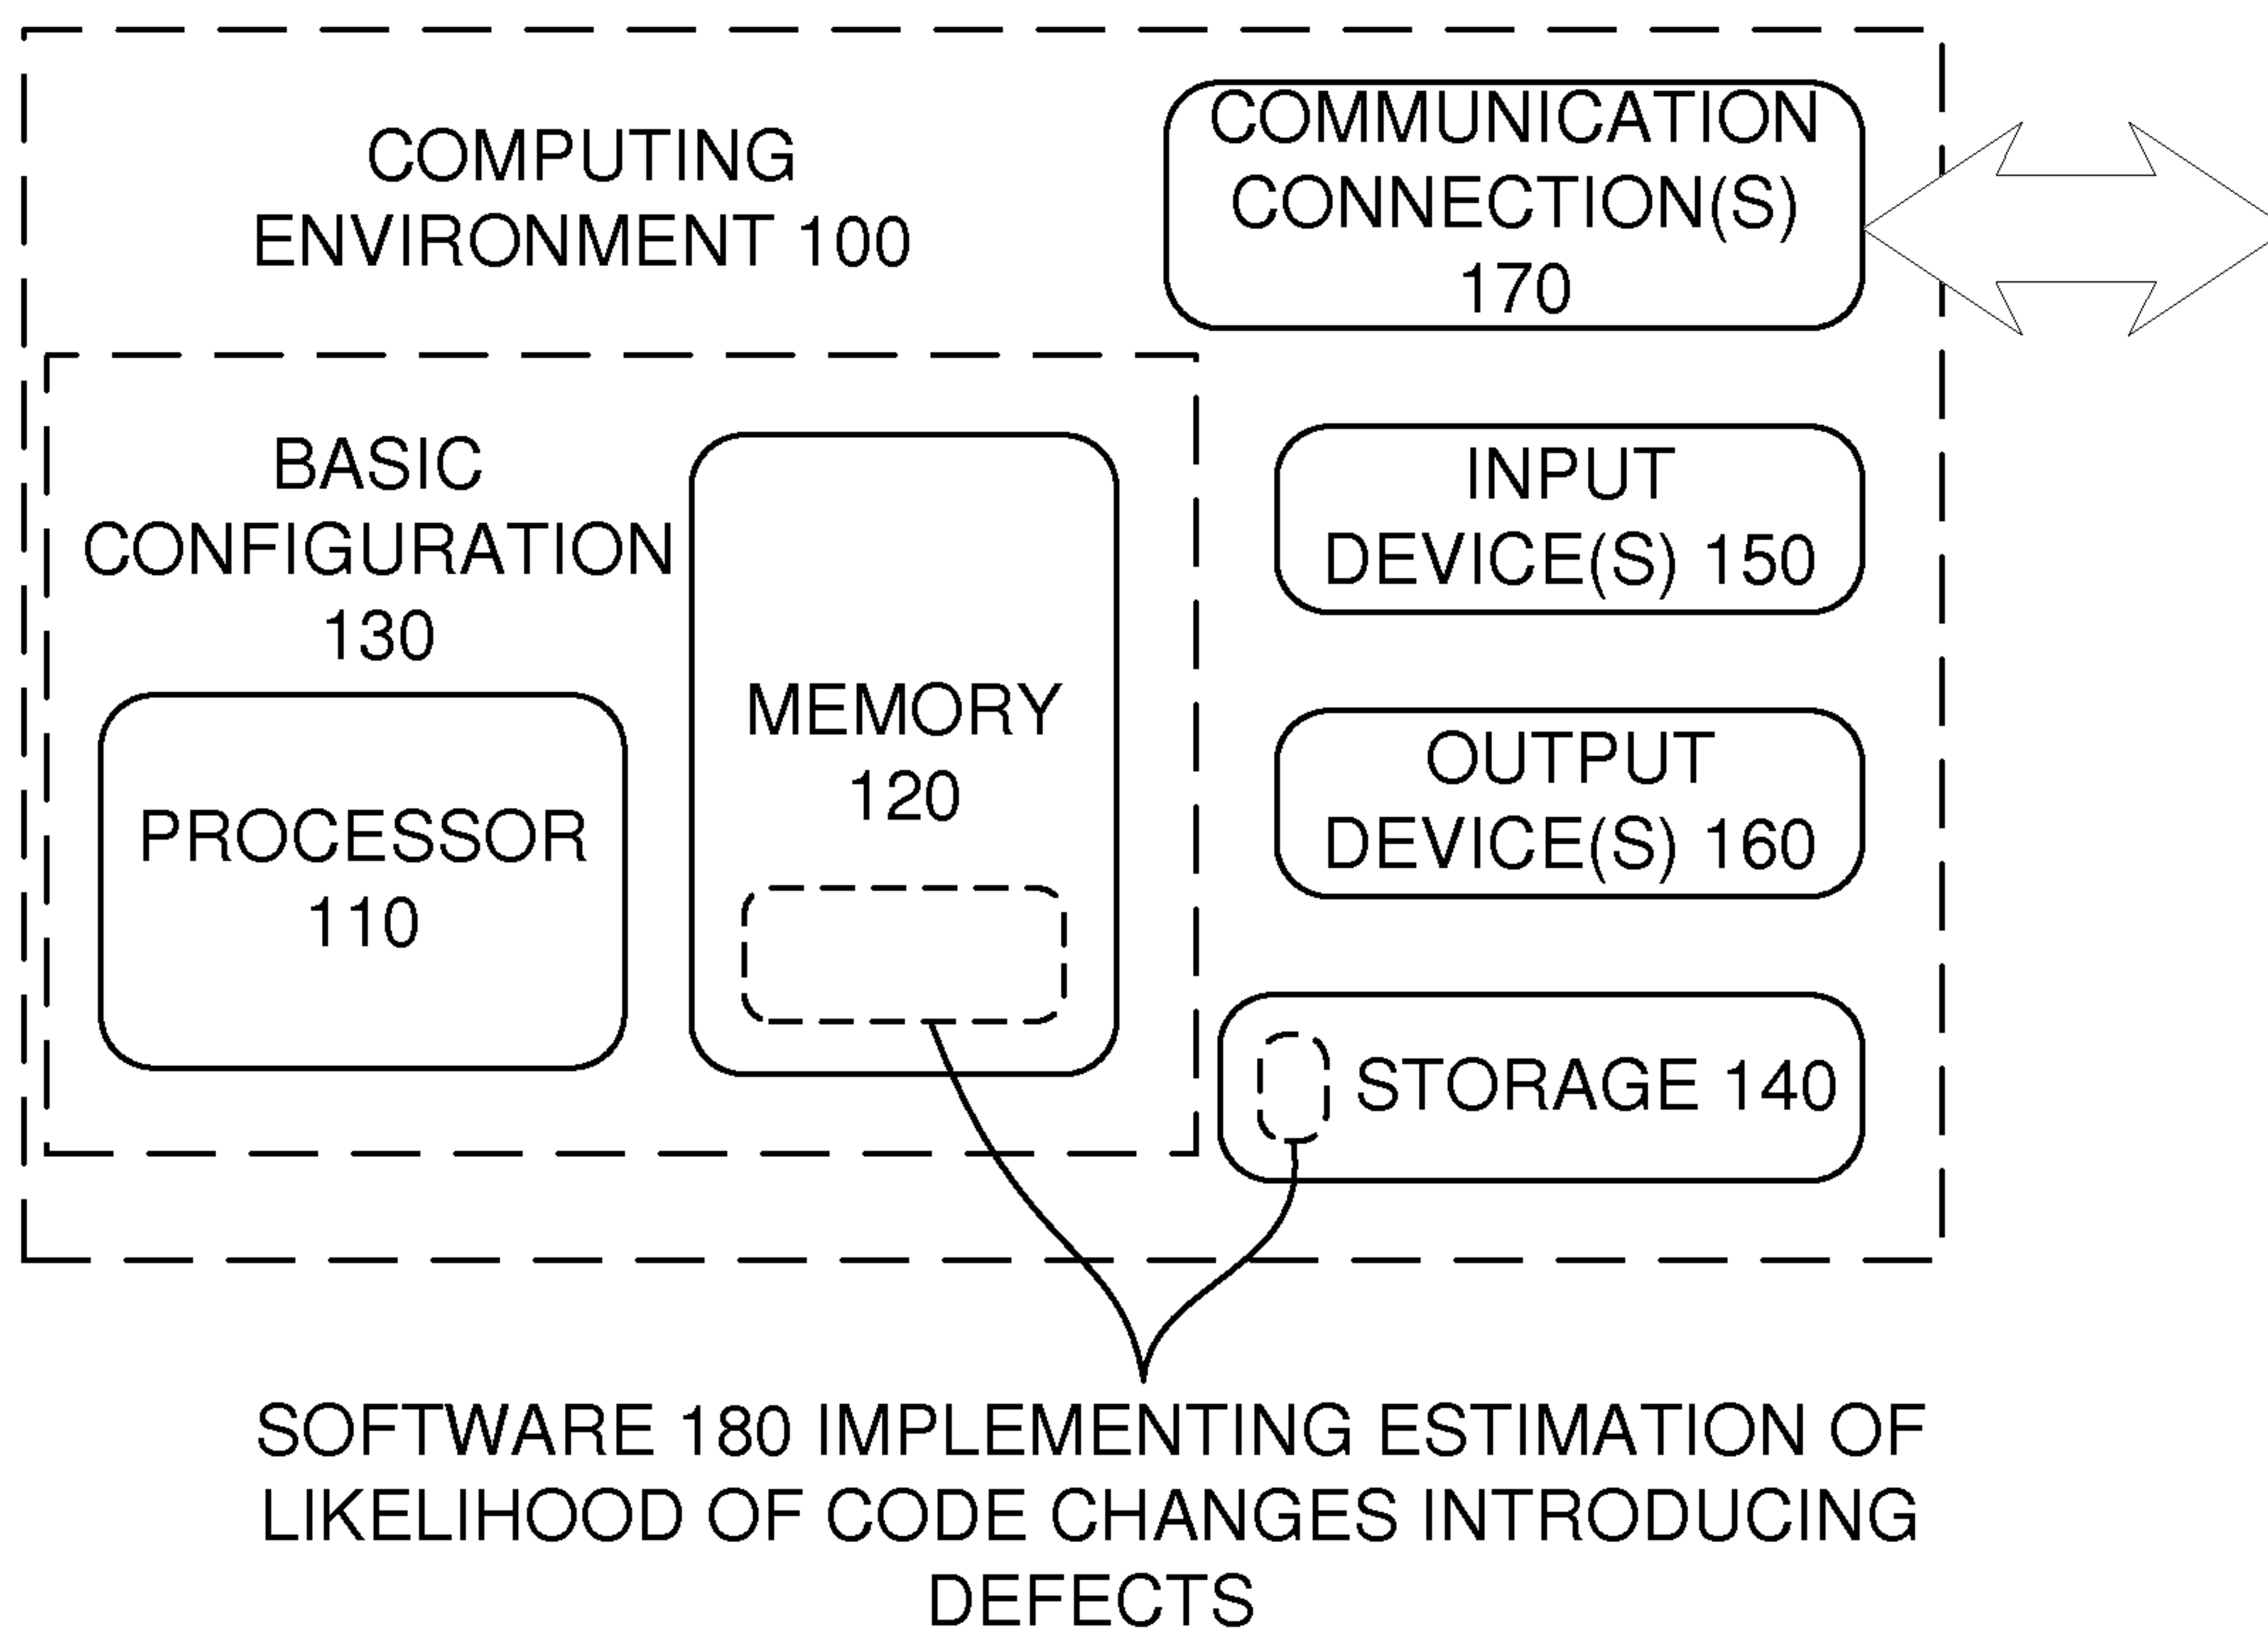 COMPUTING
ENVIRONMENT 100
COMMUNICATION
CONNECTION(S)
170
BASIC
CONFIGURATION
130
PROCESSOR
110
MEMORY
120
INPUT
DEVICE(S) 150
OUTPUT
DEVICE(S) 160
STORAGE 140
SOFTWARE 180 IMPLEMENTING ESTIMATION OF
LIKELIHOOD OF CODE CHANGES INTRODUCING
DEFECTS